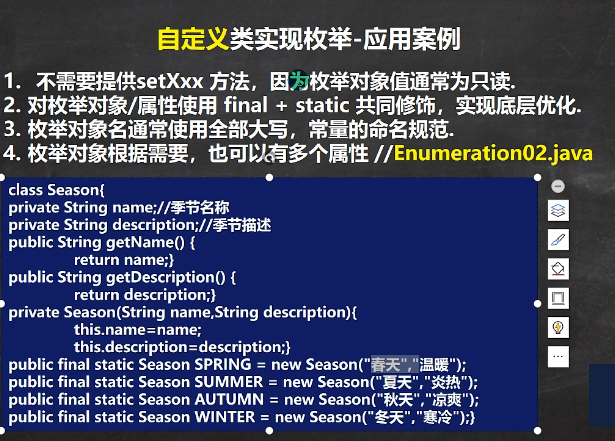 自定义类实现枚举-应用案例
1. 不需要提供setXxx 方法，因为枚举对象值通常为只读.
2. 对枚举对象/属性使用 final + static 共同修饰，实现底层优化.
3. 枚举对象名通常使用全部大写，常量的命名规范.
4. 枚举对象根据需要，也可以有多个属性 //Enumeration02.java
class Season{
private String name;//季节名称
private String description;//季节描述
public String getName() {
return name;}
public String getDescription() {
return description;}
private Season(String name,String description){
this.name=name;
this.description=description;}
public final static Season SPRING = new Season("春天","温暖");
public final static Season SUMMER = new Season("夏天","炎热");
public final static Season AUTUMN = new Season("秋天","凉爽");
public final static Season WINTER = new Season("冬天","寒冷");}